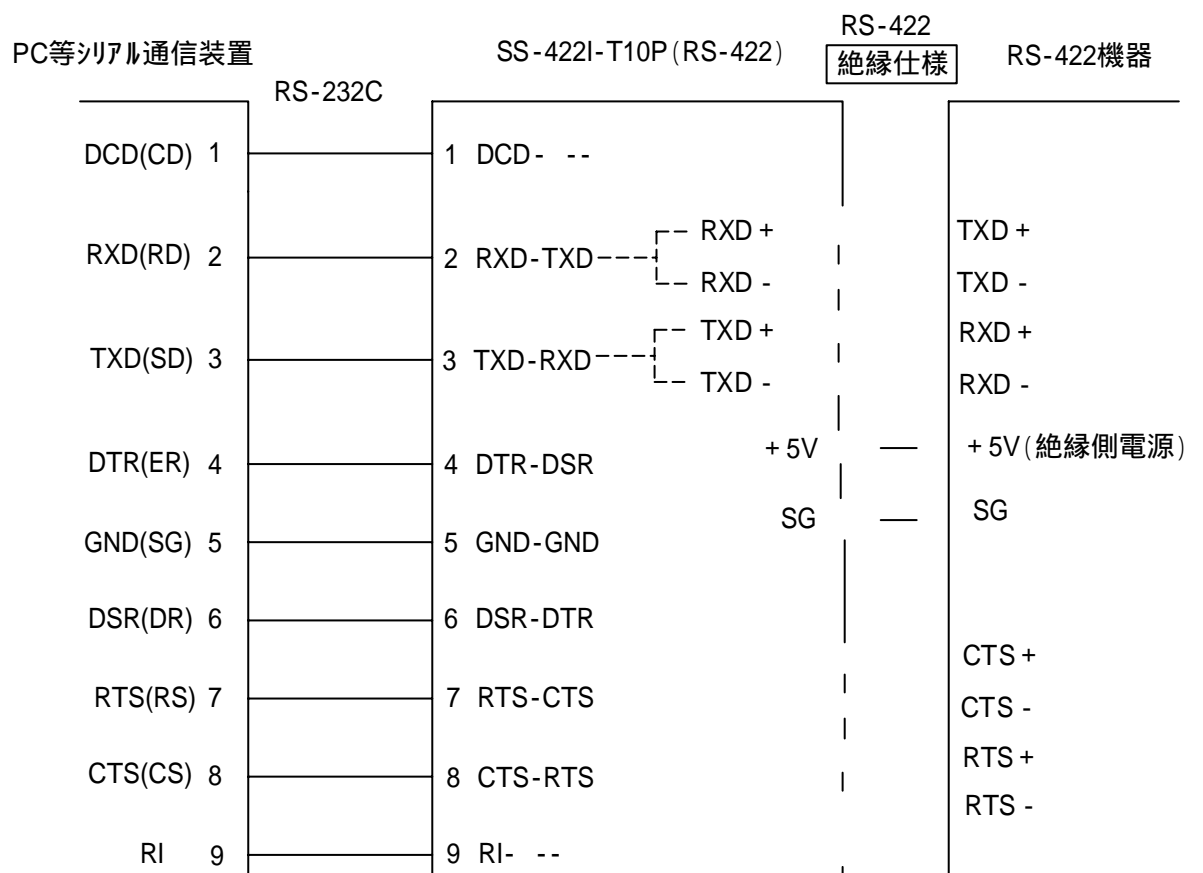 RS-422
PC等ｼﾘｱﾙ通信装置 SS-422I-T10P(RS-422) 絶縁仕様 RS-422機器
RS-232C
DCD(CD) 1 1 DCD- --
RXD + TXD +
RXD(RD) 2 2 RXD-TXD
RXD - TXD -
TXD + RXD +
TXD(SD) 3 3 TXD-RXD
TXD - RXD -
+5V +5V(絶縁側電源)
DTR(ER) 4 4 DTR-DSR
SG SG
GND(SG) 5 5 GND-GND
DSR(DR) 6 6 DSR-DTR
CTS +
RTS(RS) 7 7 RTS-CTS
CTS -
RTS +
CTS(CS) 8 8 CTS-RTS
RTS -
RI 9 9 RI- --